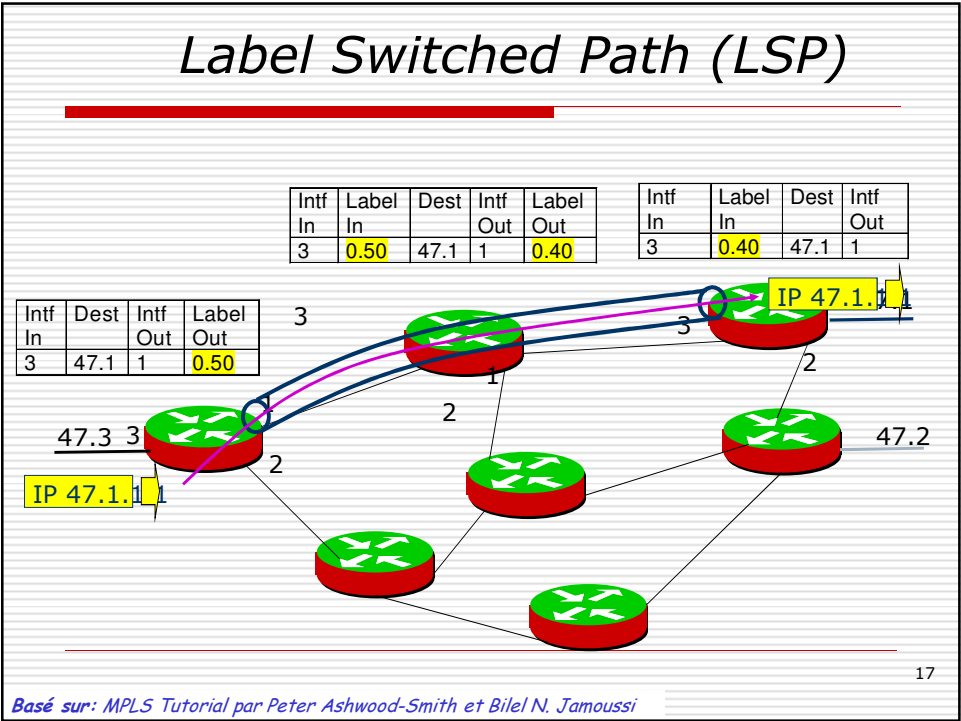 Label Switched Path (LSP)
Intf In Label In Dest Intf Out Label Out
3 0.50 47.1 1 0.40
Intf In Label In Dest Intf Out
3 0.40 47.1 1
IP 47.1.1.1
Intf In Dest Intf Out Label Out
3 47.1 1 0.50
3
3
1
2
1
2
47.3 3
2
47.2
IP 47.1.1.1
17
Basé sur: MPLS Tutorial par Peter Ashwood-Smith et Bilel N. Jamoussi